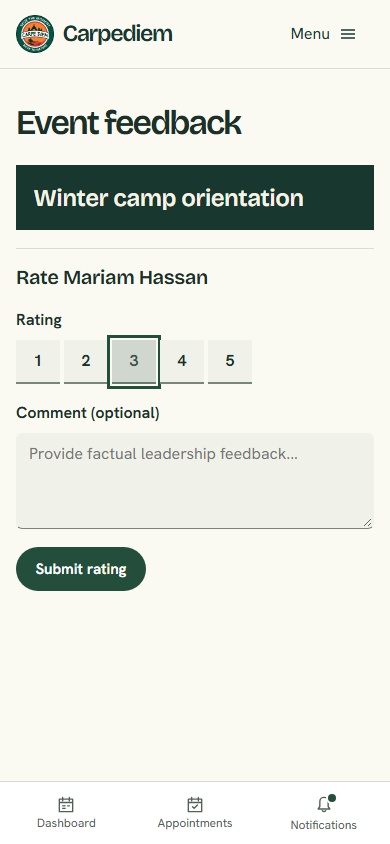 Carpediem
Menu
Event feedback
Winter camp orientation
Rate Mariam Hassan
Rating
1 2 3 4 5
Comment (optional)
Provide factual leadership feedback...
Submit rating
Dashboard Appointments Notifications